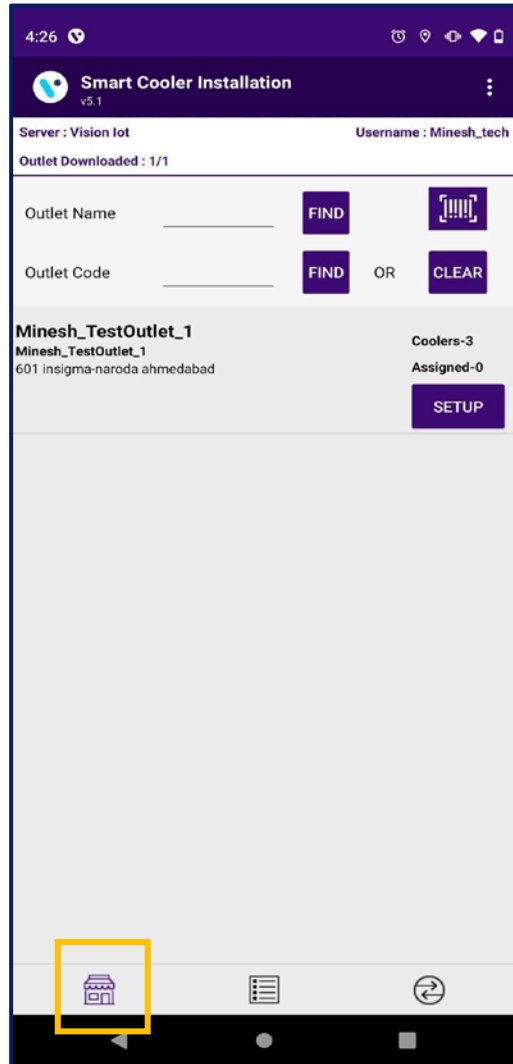 4:26
Smart Cooler Installation
v5.1
Server : Vision Iot Username : Minesh_tech
Outlet Downloaded : 1/1
Outlet Name FIND
Outlet Code FIND OR CLEAR
Minesh_TestOutlet_1
Minesh_TestOutlet_1 Coolers-3
601 insigma-naroda ahmedabad Assigned-0
SETUP